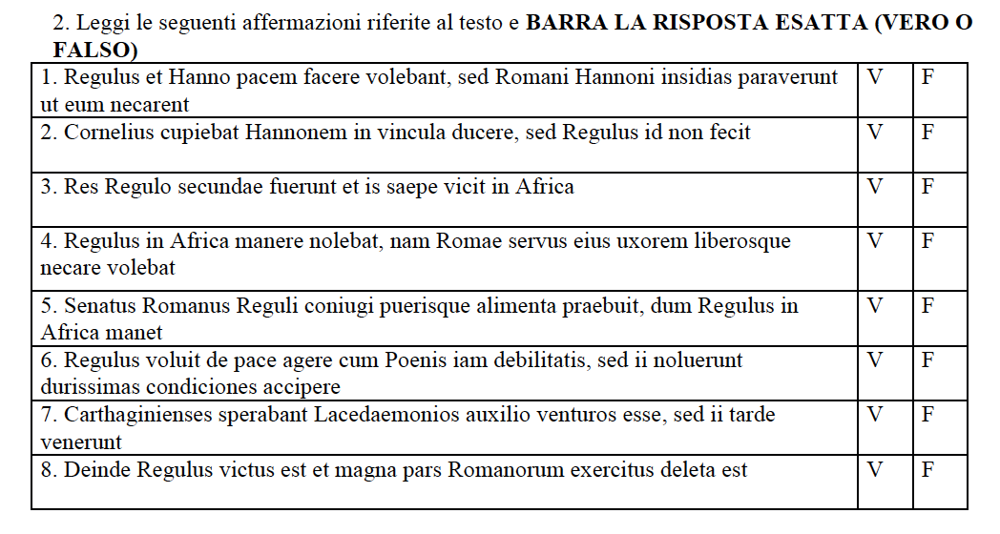 2. Leggi le seguenti affermazioni riferite al testo e BARRA LA RISPOSTA ESATTA (VERO O
FALSO)
1. Regulus et Hanno pacem facere volebant, sed Romani Hannoni insidias paraverunt V F
ut eum necarent
2. Cornelius cupiebat Hannonem in vincula ducere, sed Regulus id non fecit V F
3. Res Regulo secundae fuerunt et is saepe vicit in Africa V F
4. Regulus in Africa manere nolebat, nam Romae servus eius uxorem liberosque V F
necare volebat
5. Senatus Romanus Reguli coniugi puerisque alimenta praebuit, dum Regulus in V F
Africa manet
6. Regulus voluit de pace agere cum Poenis iam debilitatis, sed ii noluerunt V F
durissimas condiciones accipere
7. Carthaginienses sperabant Lacedaemonios auxilio venturos esse, sed ii tarde V F
venerunt
8. Deinde Regulus victus est et magna pars Romanorum exercitus deleta est V F